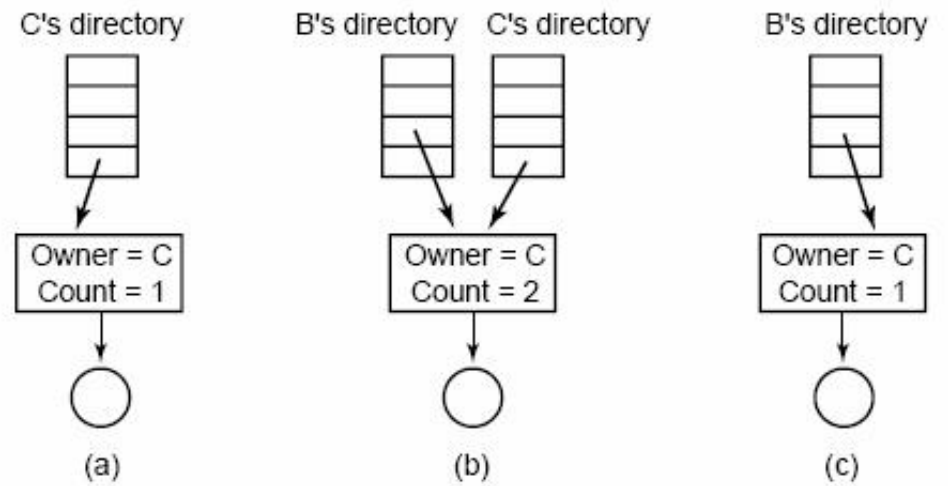 C's directory
B's directory
C's directory
B's directory
Owner = C
Count = 1
Owner = C
Count = 2
Owner = C
Count = 1
(a)
(b)
(c)